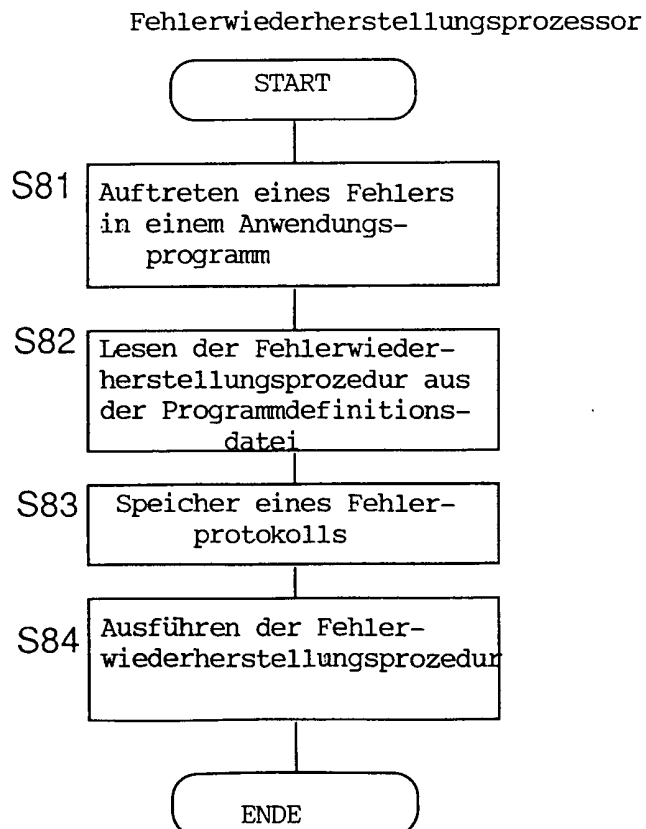 Fehlerwiederherstellungsprozessor
START
S81
Auftreten eines Fehlers
in einem Anwendungs-
programm
S82
Lesen der Fehlerwieder-
herstellungsprozedur aus
der Programmdefinitions-
datei
S83
Speicher eines Fehler-
protokolls
S84
Ausführen der Fehler-
wiederherstellungsprozedur
ENDE